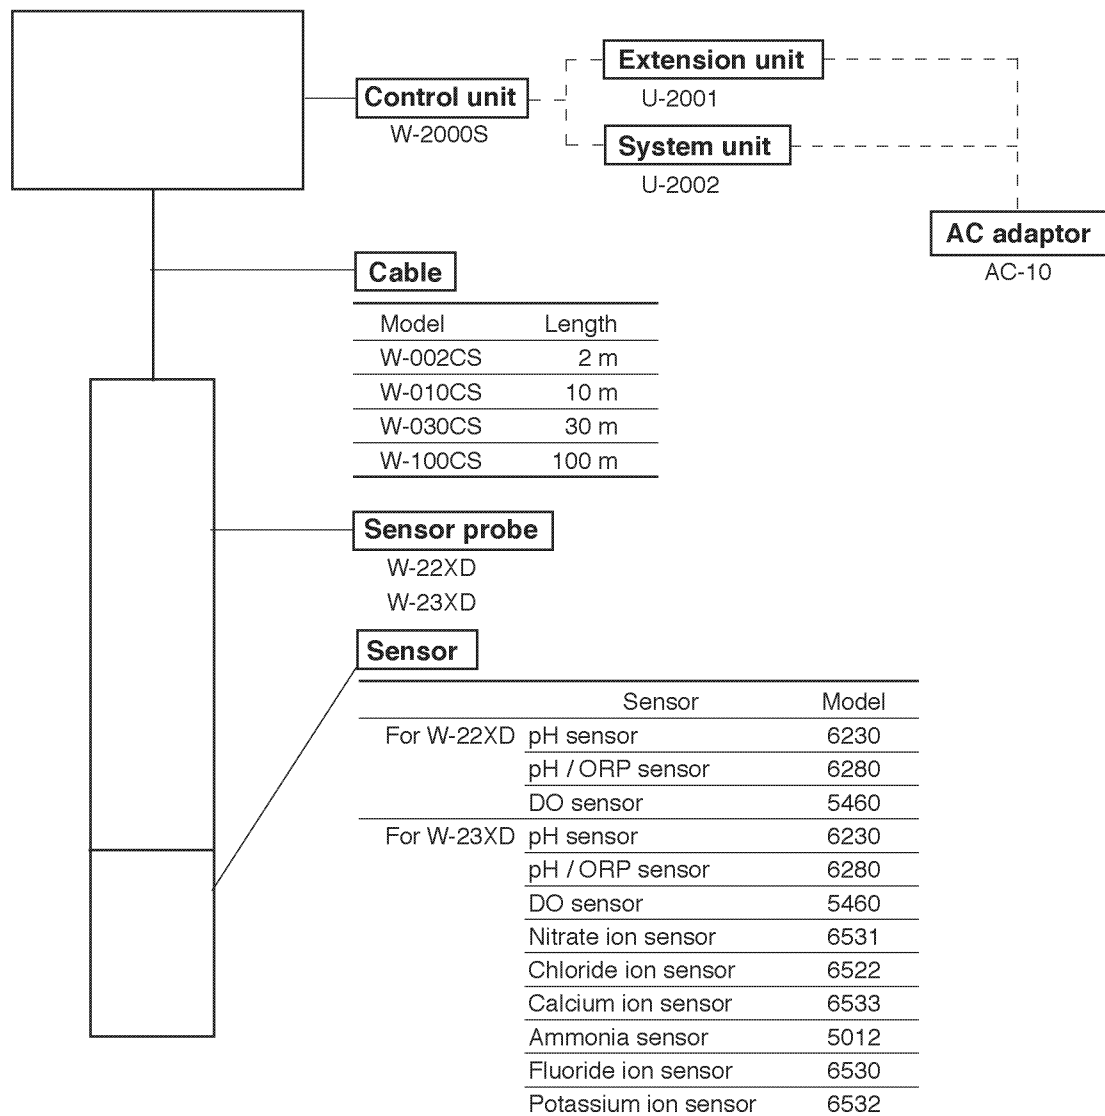 Extension unit
Control unit
U-2001
W-2000S
System unit
U-2002
AC adaptor
AC-10
Cable
Model Length
W-002CS 2 m
W-010CS 10 m
W-030CS 30 m
W-100CS 100 m
Sensor probe
W-22XD
W-23XD
Sensor
Sensor Model
For W-22XD pH sensor 6230
pH / ORP sensor 6280
DO sensor 5460
For W-23XD pH sensor 6230
pH / ORP sensor 6280
DO sensor 5460
Nitrate ion sensor 6531
Chloride ion sensor 6522
Calcium ion sensor 6533
Ammonia sensor 5012
Fluoride ion sensor 6530
Potassium ion sensor 6532